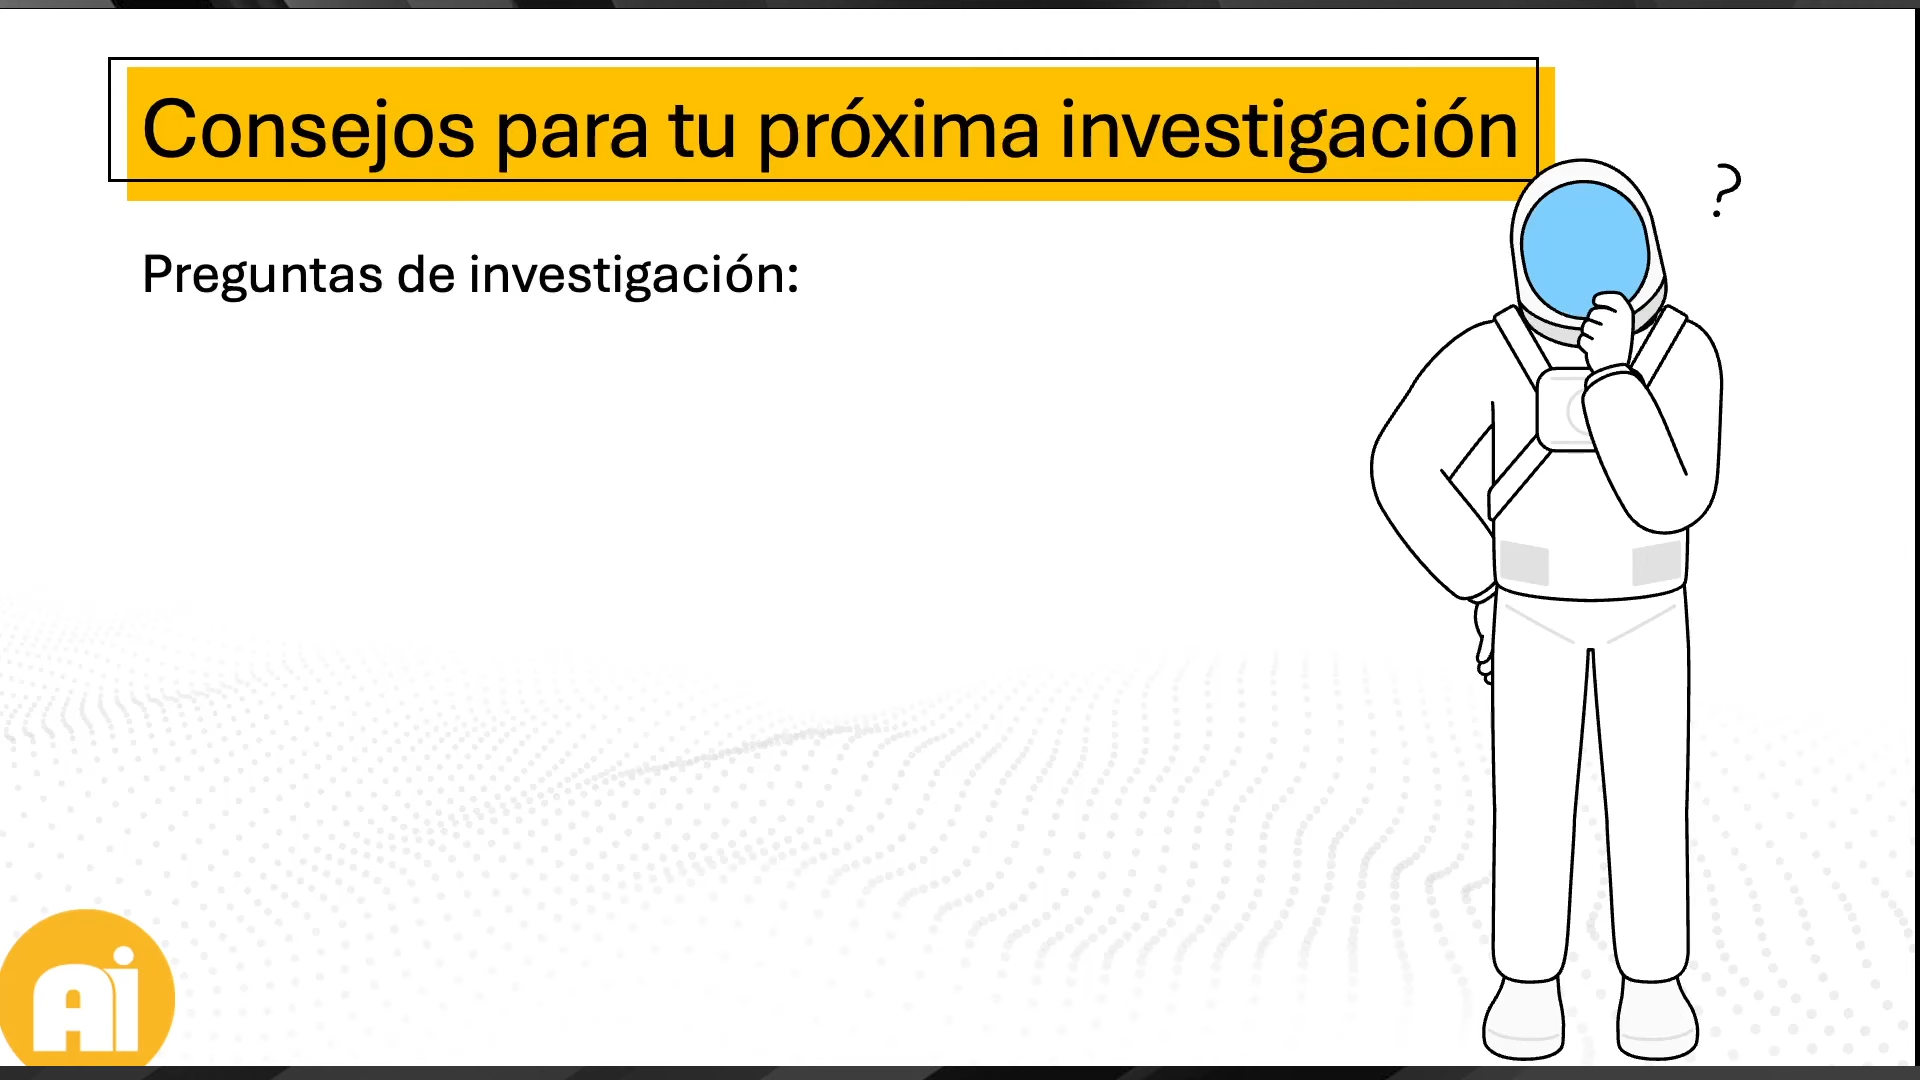 Consejos para tu próxima investigación
?
Preguntas de investigación:
Ai